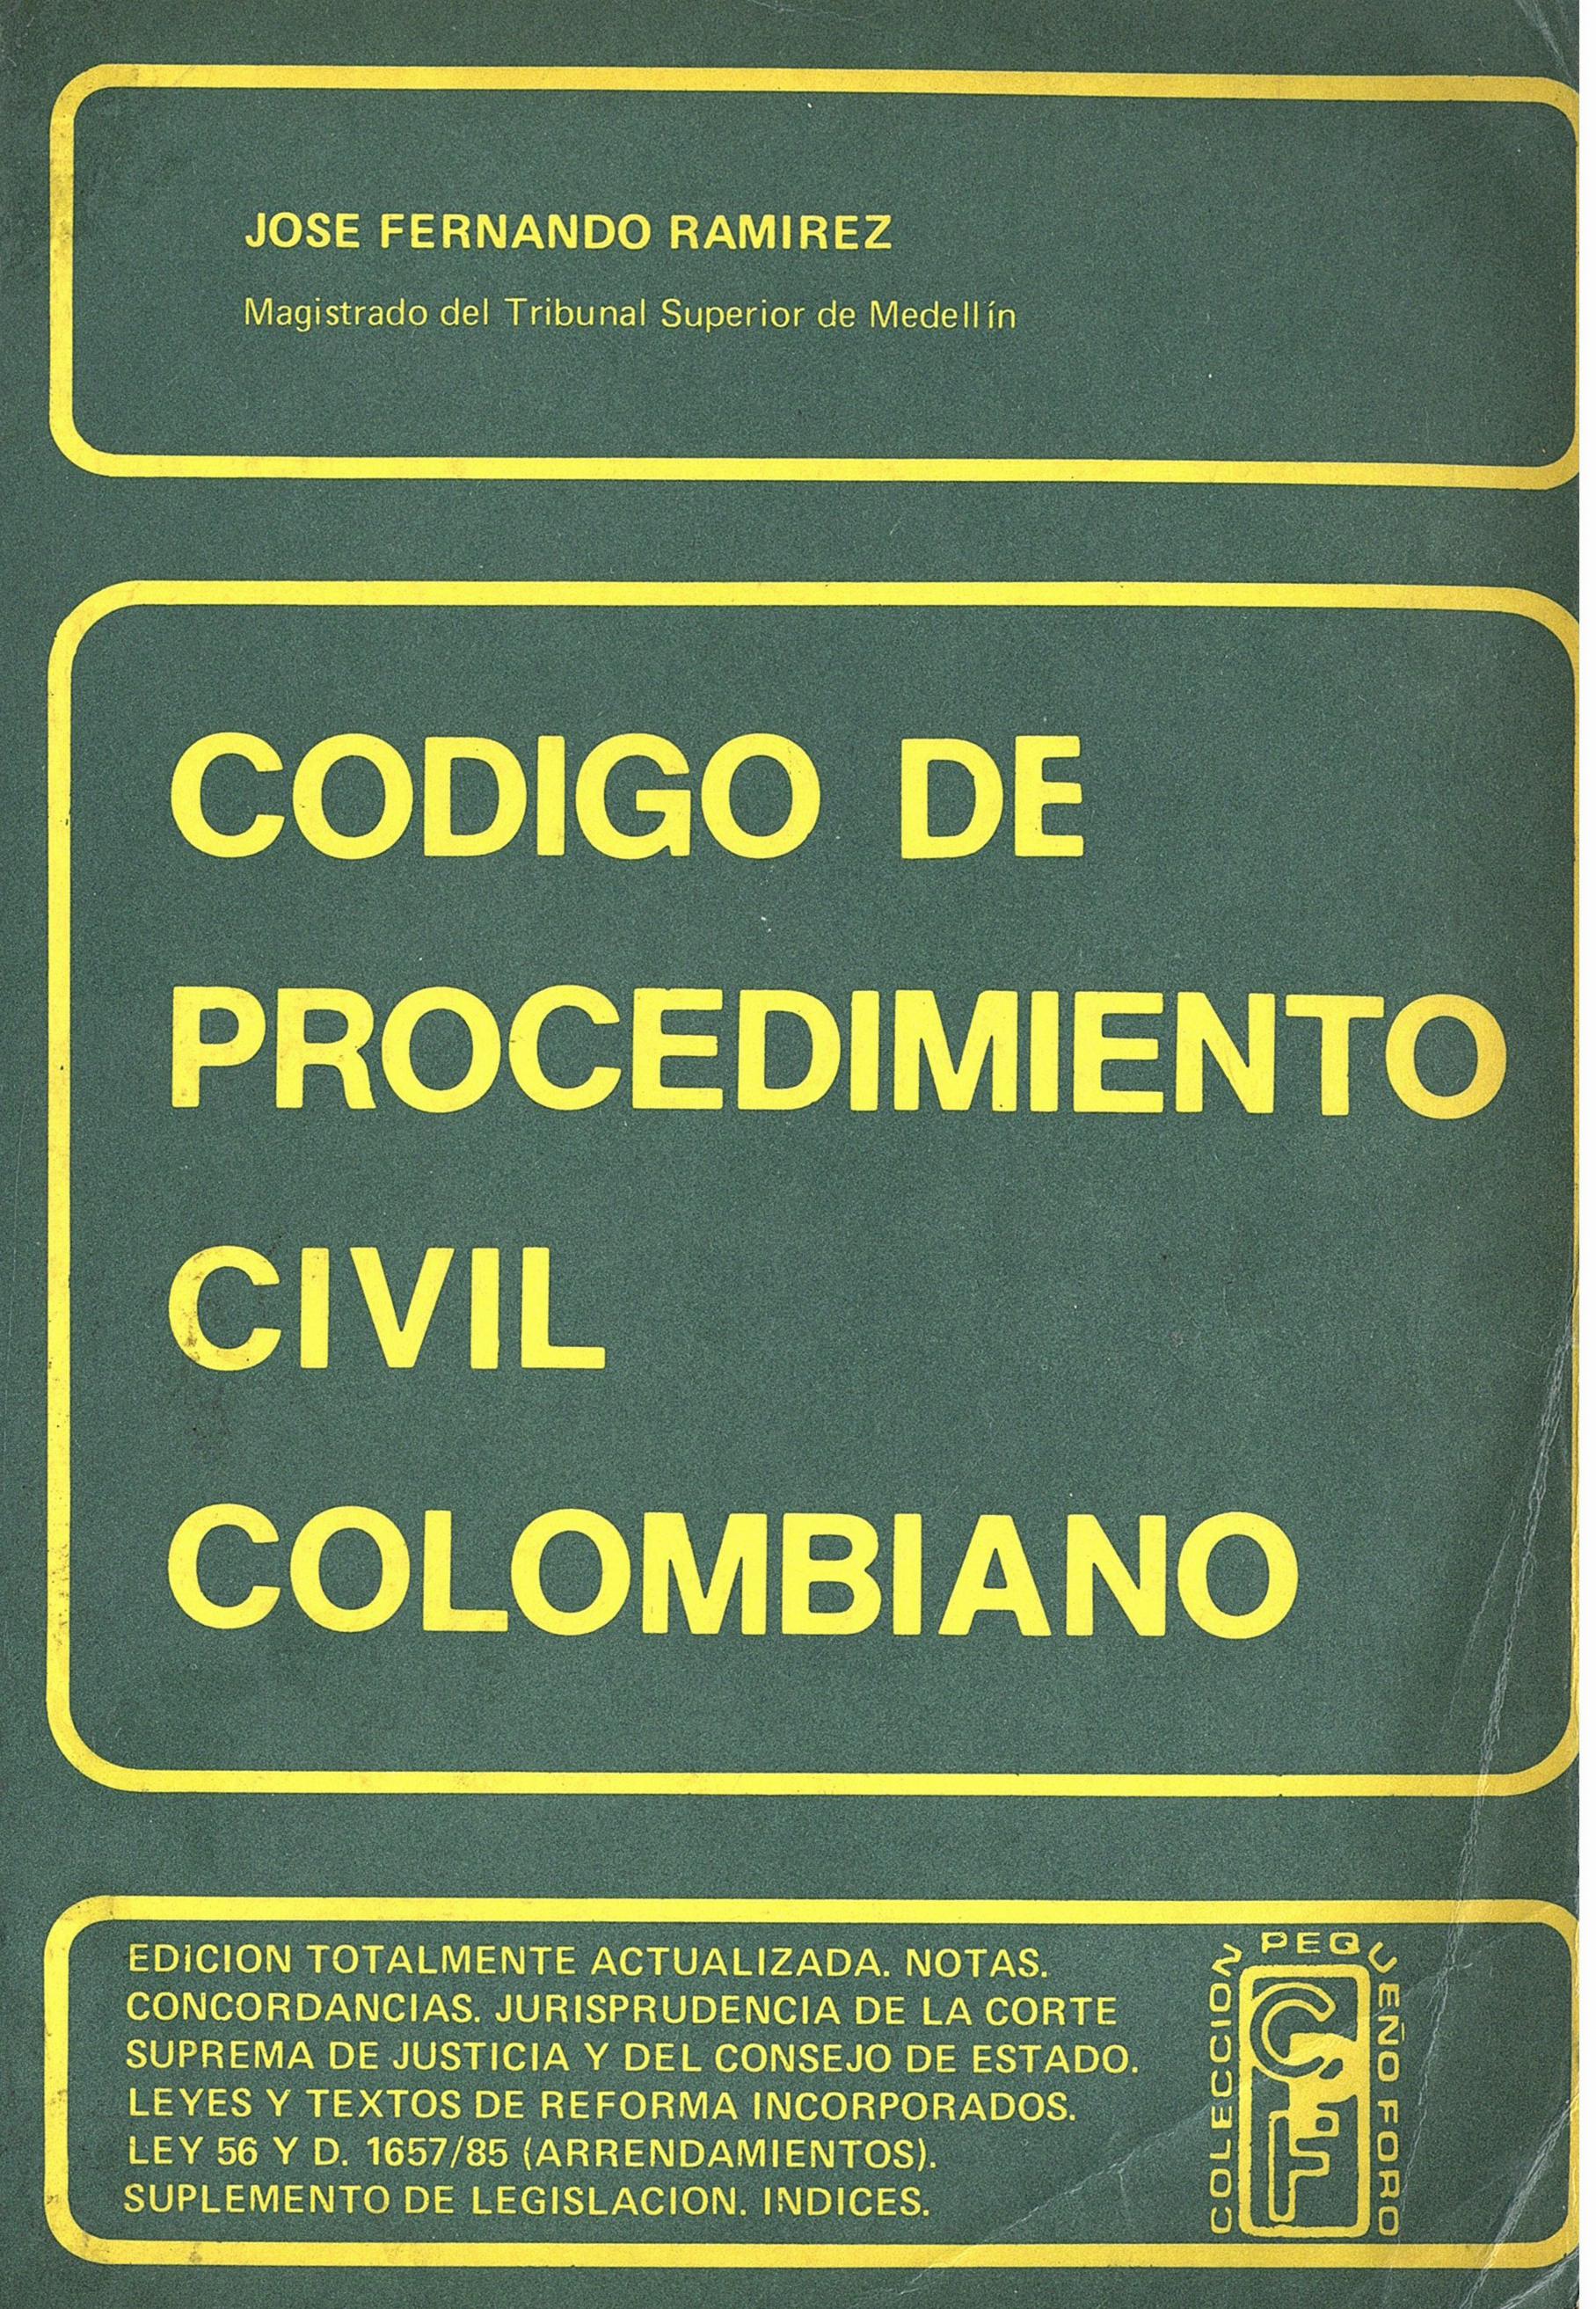 JOSE FERNANDO RAMIREZ
Magistrado del Tribunal Superior de Medellín
CODIGO DE
PROCEDIMIENTO
CIVIL
COLOMBIANO
EDICION TOTALMENTE ACTUALIZADA. NOTAS.
CONCORDANCIAS. JURISPRUDENCIA DE LA CORTE
SUPREMA DE JUSTICIA Y DEL CONSEJO DE ESTADO.
LEYES Y TEXTOS DE REFORMA INCORPORADOS.
LEY 56 Y D. 1657/85 (ARRENDAMIENTOS).
SUPLEMENTO DE LEGISLACION. INDICES.
COLECCION PEQUEÑO FORO